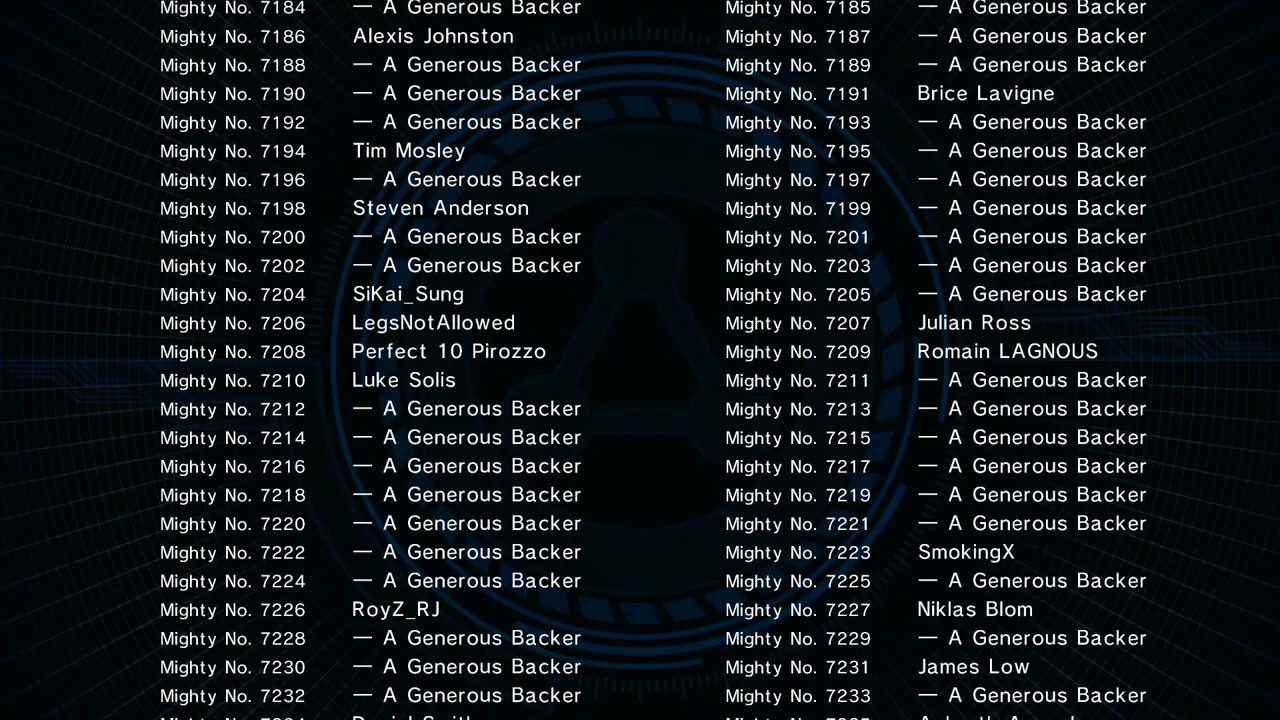 Mighty No. 7184 — A Generous Backer Mighty No. 7185 — A Generous Backer
Mighty No. 7186 Alexis Johnston Mighty No. 7187 — A Generous Backer
Mighty No. 7188 — A Generous Backer Mighty No. 7189 — A Generous Backer
Mighty No. 7190 — A Generous Backer Mighty No. 7191 Brice Lavigne
Mighty No. 7192 — A Generous Backer Mighty No. 7193 — A Generous Backer
Mighty No. 7194 Tim Mosley Mighty No. 7195 — A Generous Backer
Mighty No. 7196 — A Generous Backer Mighty No. 7197 — A Generous Backer
Mighty No. 7198 Steven Anderson Mighty No. 7199 — A Generous Backer
Mighty No. 7200 — A Generous Backer Mighty No. 7201 — A Generous Backer
Mighty No. 7202 — A Generous Backer Mighty No. 7203 — A Generous Backer
Mighty No. 7204 SiKai_Sung Mighty No. 7205 — A Generous Backer
Mighty No. 7206 LegsNotAllowed Mighty No. 7207 Julian Ross
Mighty No. 7208 Perfect 10 Pirozzo Mighty No. 7209 Romain LAGNOUS
Mighty No. 7210 Luke Solis Mighty No. 7211 — A Generous Backer
Mighty No. 7212 — A Generous Backer Mighty No. 7213 — A Generous Backer
Mighty No. 7214 — A Generous Backer Mighty No. 7215 — A Generous Backer
Mighty No. 7216 — A Generous Backer Mighty No. 7217 — A Generous Backer
Mighty No. 7218 — A Generous Backer Mighty No. 7219 — A Generous Backer
Mighty No. 7220 — A Generous Backer Mighty No. 7221 — A Generous Backer
Mighty No. 7222 — A Generous Backer Mighty No. 7223 SmokingX
Mighty No. 7224 — A Generous Backer Mighty No. 7225 — A Generous Backer
Mighty No. 7226 RoyZ_RJ Mighty No. 7227 Niklas Blom
Mighty No. 7228 — A Generous Backer Mighty No. 7229 — A Generous Backer
Mighty No. 7230 — A Generous Backer Mighty No. 7231 James Low
Mighty No. 7232 — A Generous Backer Mighty No. 7233 — A Generous Backer